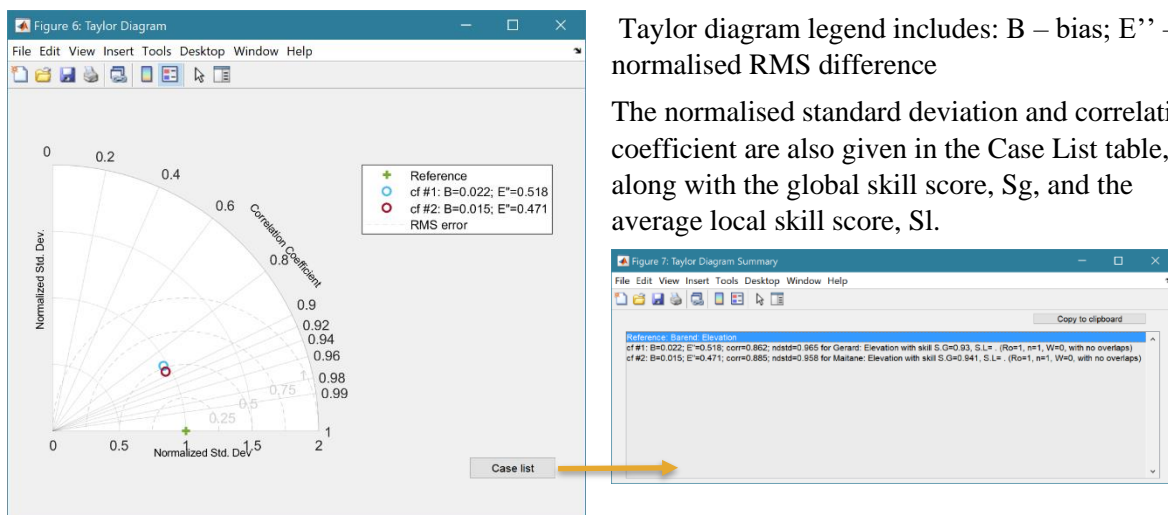 Figure 6: Taylor Diagram
File Edit View Insert Tools Desktop Window Help
0
0.2
0.4
0.6
Correlation Coefficient
0.8
0.9
0.92
0.94
0.96
0.98
0.99
1
1
0.75
0.5
0.25
Normalized Std. Dev.
0 0.5 1 1.5 2
Normalized Std. Dev
Reference
cf #1: B=0.022; E"=0.518
cf #2: B=0.015; E"=0.471
RMS error
Case list
Taylor diagram legend includes: B – bias; E’’ –
normalised RMS difference
The normalised standard deviation and correlati
coefficient are also given in the Case List table,
along with the global skill score, Sg, and the
average local skill score, Sl.
Figure 7: Taylor Diagram Summary
File Edit View Insert Tools Desktop Window Help
Copy to clipboard
Reference: Barend: Elevation
cf #1: B=0.022; E"=0.518; corr=0.862; ndstd=0.965 for Gerard: Elevation with skill S.G=0.93, S.L= . (Ro=1, n=1, W=0, with no overlaps)
cf #2: B=0.015; E"=0.471; corr=0.885; ndstd=0.958 for Maitane: Elevation with skill S.G=0.941, S.L= . (Ro=1, n=1, W=0, with no overlaps)